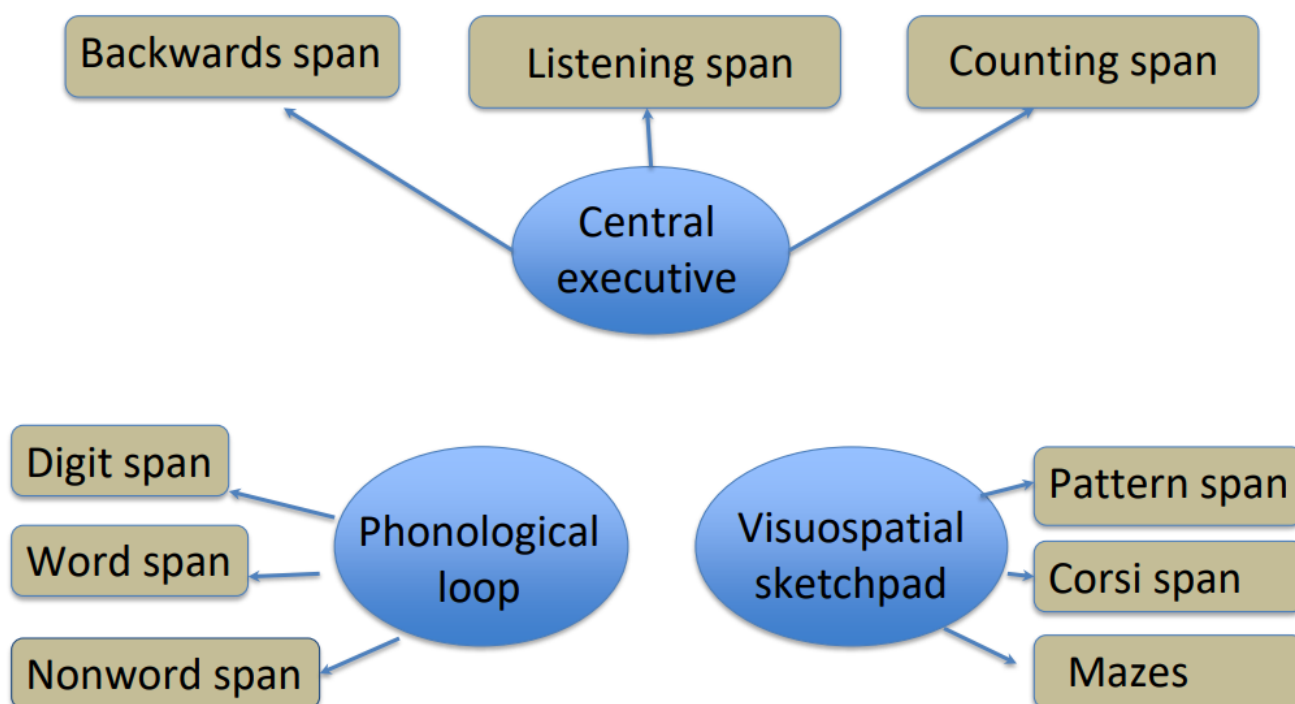 Backwards span
Listening span
Counting span
Central
executive
Digit span
Word span
Nonword span
Phonological
loop
Visuospatial
sketchpad
Pattern span
Corsi span
Mazes